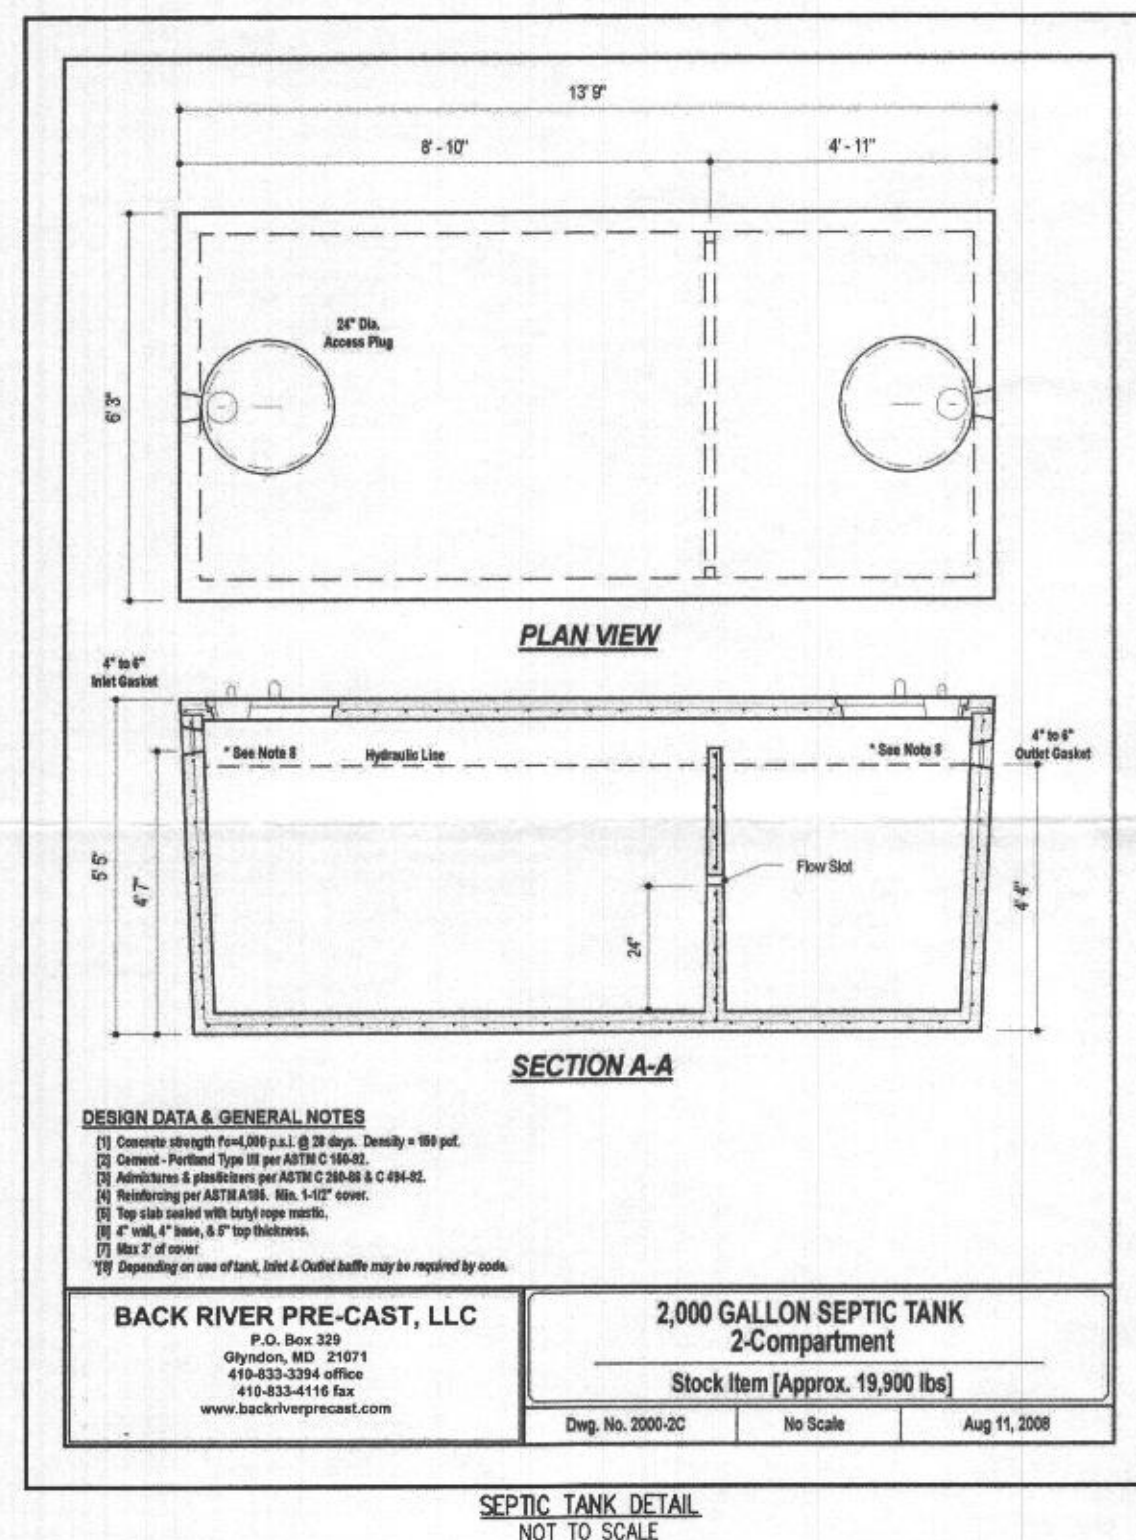 13' 9"
8' - 10"
4' - 11"
24" Dia.
Access Plug
6' 3"
PLAN VIEW
4" to 6"
Inlet Gasket
* See Note 8
Hydraulic Line
* See Note 8
4" to 6"
Outlet Gasket
5' 5"
4' 7"
Flow Slot
24"
4' 4"
SECTION A-A
DESIGN DATA & GENERAL NOTES
[1] Concrete strength f'c=4,000 p.s.i. @ 28 days. Density = 150 pcf.
[2] Cement - Portland Type III per ASTM C 150-92.
[3] Admixtures & plasticizers per ASTM C 260-86 & C 494-92.
[4] Reinforcing per ASTM A185. Min. 1-1/2" cover.
[5] Top slab sealed with butyl rope mastic.
[6] 4" wall, 4" base, & 5" top thickness.
[7] Max 3' of cover
*[8] Depending on use of tank, Inlet & Outlet baffle may be required by code.
BACK RIVER PRE-CAST, LLC
P.O. Box 329
Glyndon, MD 21071
410-833-3394 office
410-833-4116 fax
www.backriverprecast.com
2,000 GALLON SEPTIC TANK
2-Compartment
Stock Item [Approx. 19,900 lbs]
Dwg. No. 2000-2C
No Scale
Aug 11, 2008
SEPTIC TANK DETAIL
NOT TO SCALE